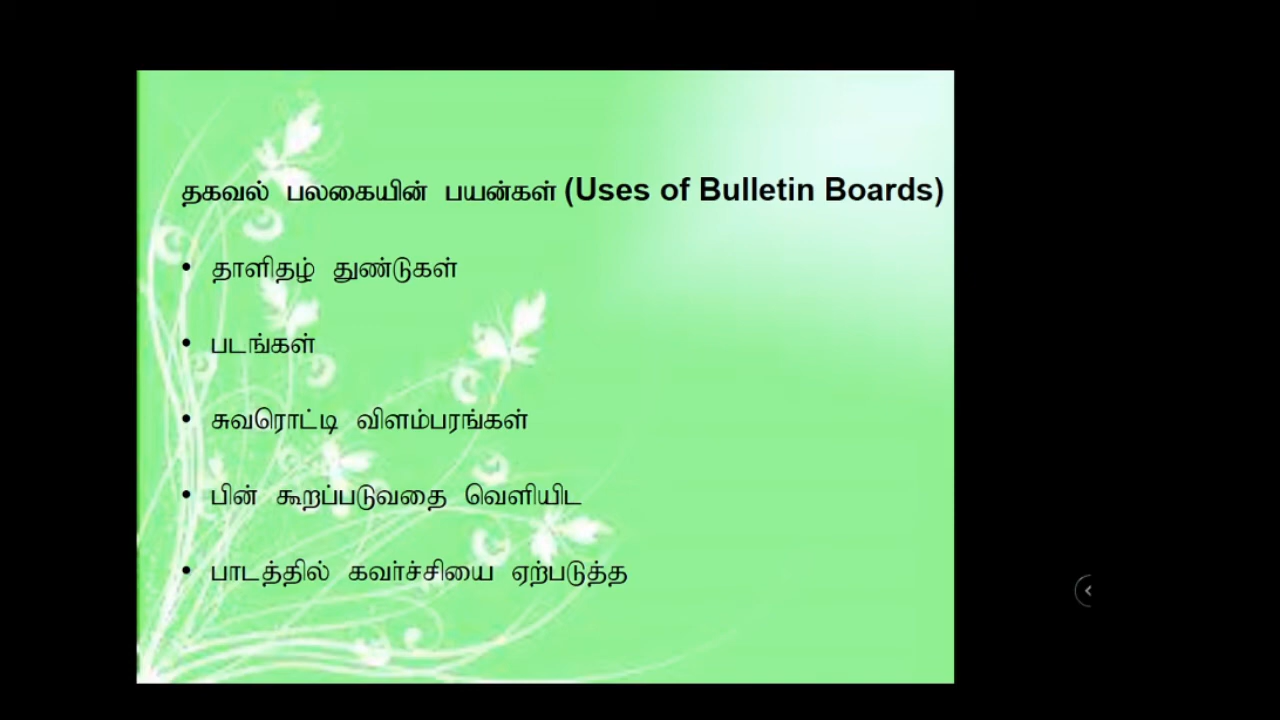 தகவல் பலகையின் பயன்கள் (Uses of Bulletin Boards)
• தாளிதழ் துண்டுகள்
• படங்கள்
• சுவரொட்டி விளம்பரங்கள்
• பின் கூறப்படுவதை வெளியிட
• பாடத்தில் கவர்ச்சியை ஏற்படுத்த